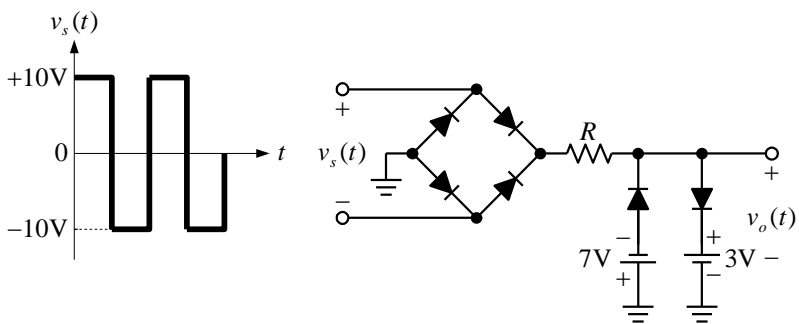 v_s(t)
+10V
0
t
−10V
+
v_s(t)
−
R
+
−
+
7V
3V
+
−
v_o(t)
−